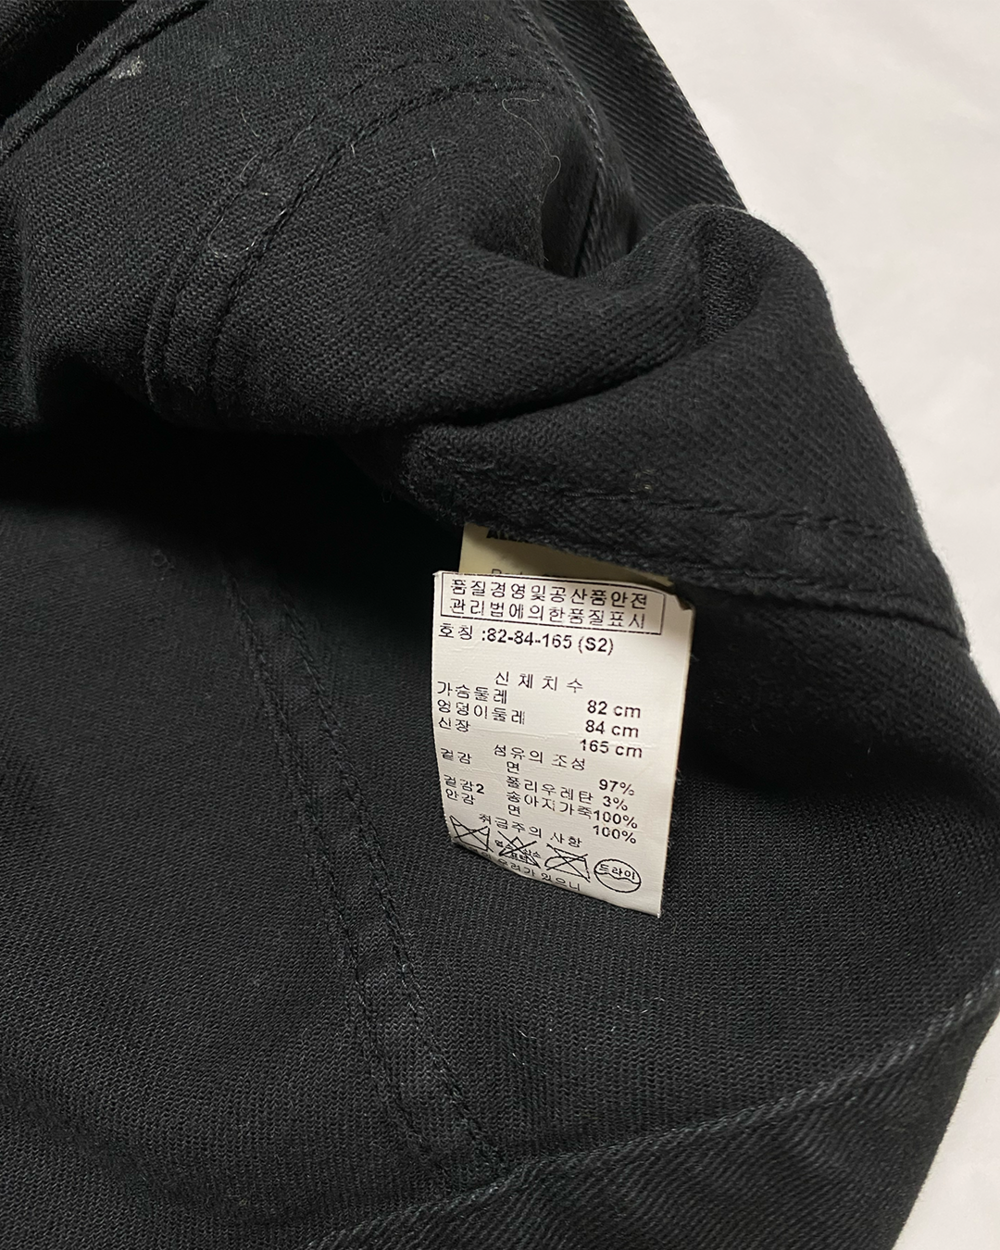 품질경영및공산품안전
관리법에의한품질표시
호칭 :82-84-165 (S2)
신체치수
가슴둘레 82 cm
엉덩이둘레 84 cm
신장 165 cm
섬유의 조성
겉감 면 97%
폴리우레탄 3%
겉감2 송아지가죽100%
안감 면 100%
취급주의 사항
드라이